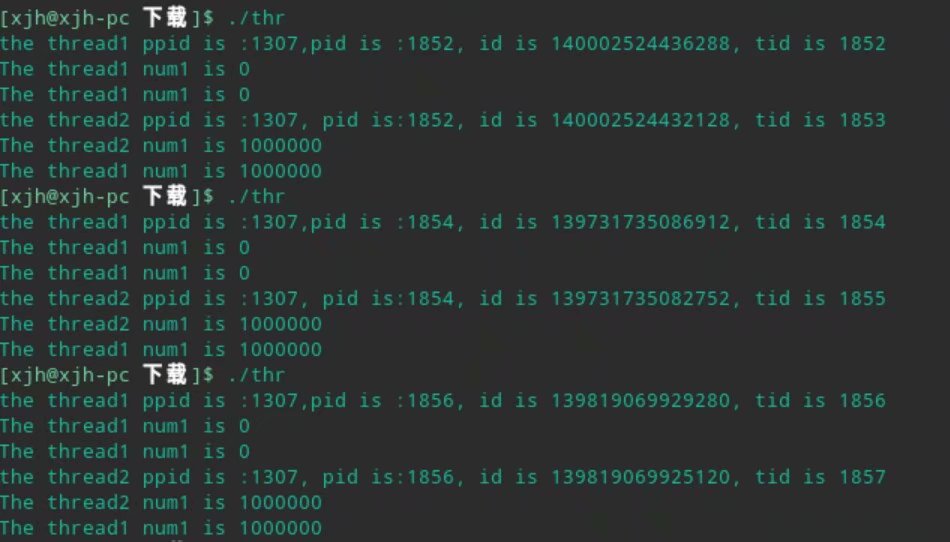 [xjh@xjh-pc 下载]$ ./thr
the thread1 ppid is :1307,pid is :1852, id is 140002524436288, tid is 1852
The thread1 num1 is 0
The thread1 num1 is 0
the thread2 ppid is :1307, pid is:1852, id is 140002524432128, tid is 1853
The thread2 num1 is 1000000
The thread1 num1 is 1000000
[xjh@xjh-pc 下载]$ ./thr
the thread1 ppid is :1307,pid is :1854, id is 139731735086912, tid is 1854
The thread1 num1 is 0
The thread1 num1 is 0
the thread2 ppid is :1307, pid is:1854, id is 139731735082752, tid is 1855
The thread2 num1 is 1000000
The thread1 num1 is 1000000
[xjh@xjh-pc 下载]$ ./thr
the thread1 ppid is :1307,pid is :1856, id is 139819069929280, tid is 1856
The thread1 num1 is 0
The thread1 num1 is 0
the thread2 ppid is :1307, pid is:1856, id is 139819069925120, tid is 1857
The thread2 num1 is 1000000
The thread1 num1 is 1000000